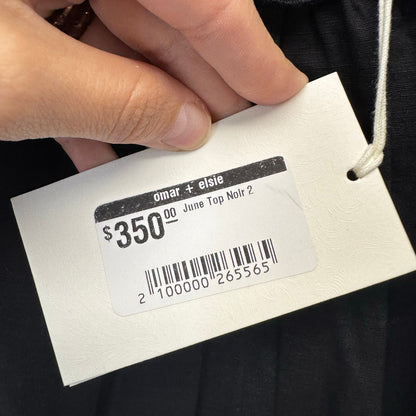 omar + elsie
$350.00 June Top Noir 2
2 100000 265565